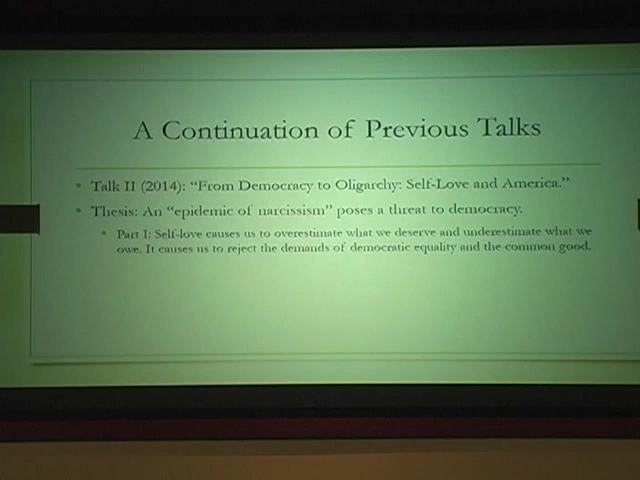 A Continuation of Previous Talks
• Talk II (2014): “From Democracy to Oligarchy: Self-Love and America.”
• Thesis: An “epidemic of narcissism” poses a threat to democracy.
• Part I: Self-love causes us to overestimate what we deserve and underestimate what we
owe. It causes us to reject the demands of democratic equality and the common good.